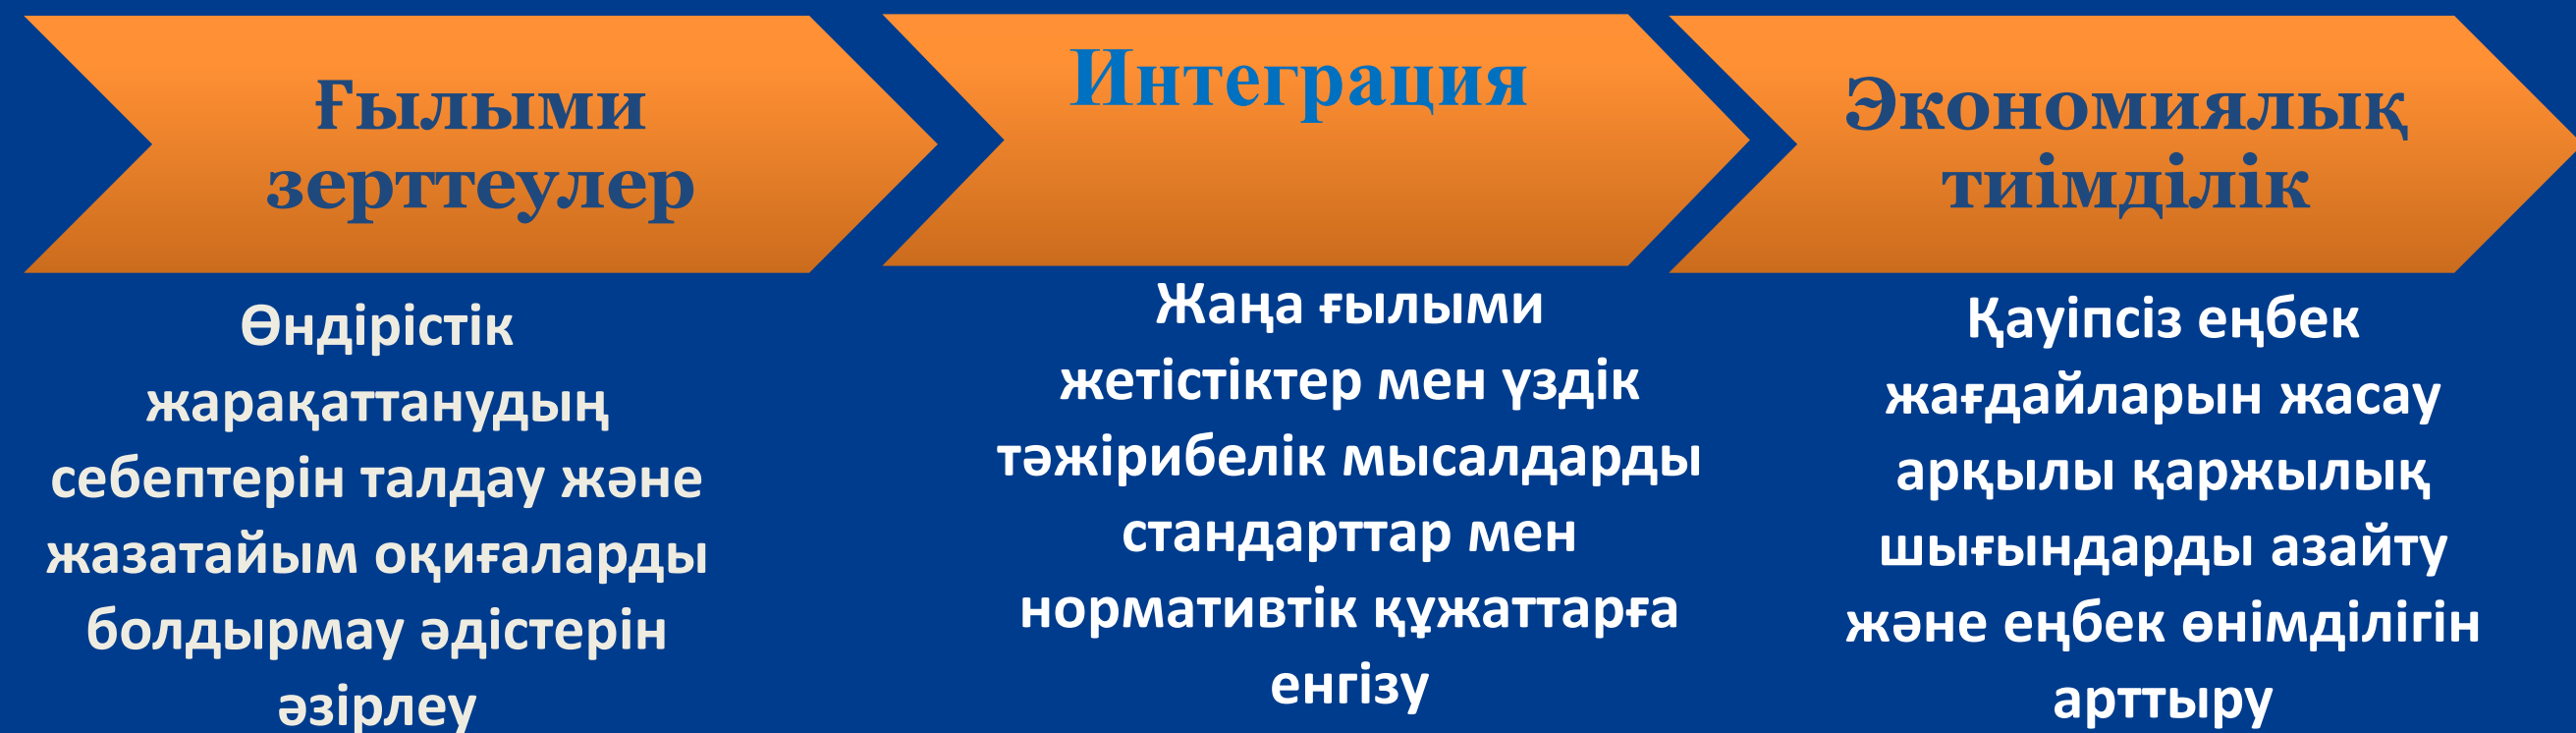 Ғылыми
зерттеулер
Өндірістік
жарақаттанудың
себептерін талдау және
жазатайым оқиғаларды
болдырмау әдістерін
әзірлеу
Интеграция
Жаңа ғылыми
жетістіктер мен үздік
тәжірибелік мысалдарды
стандарттар мен
нормативтік құжаттарға
енгізу
Экономиялық
тиімділік
Қауіпсіз еңбек
жағдайларын жасау
арқылы қаржылық
шығындарды азайту
және еңбек өнімділігін
арттыру